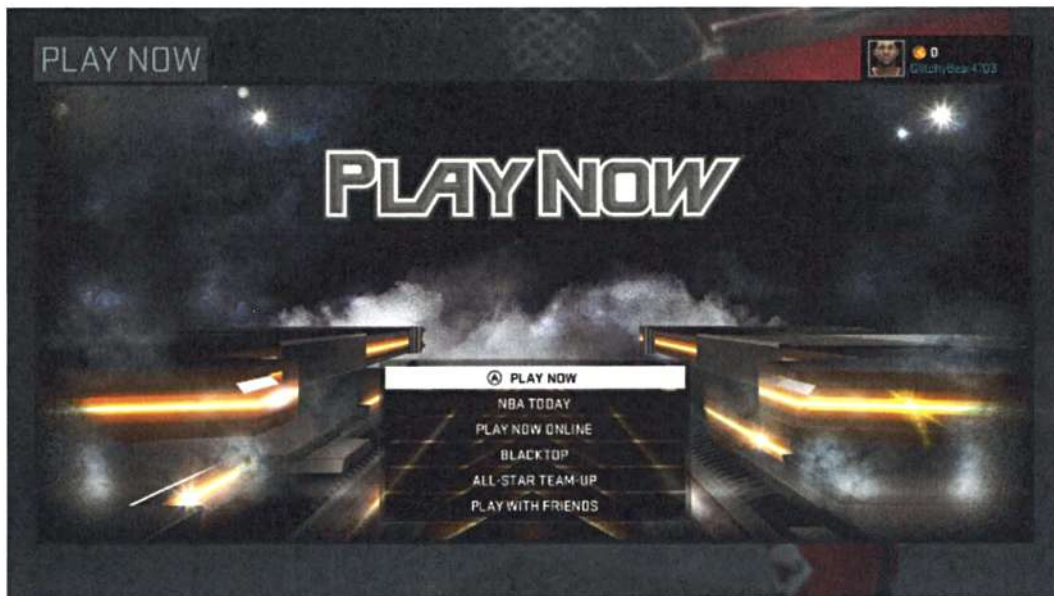 PLAY NOW
0
GlitchyBear4703
PLAY NOW
A PLAY NOW
NBA TODAY
PLAY NOW ONLINE
BLACKTOP
ALL-STAR TEAM-UP
PLAY WITH FRIENDS